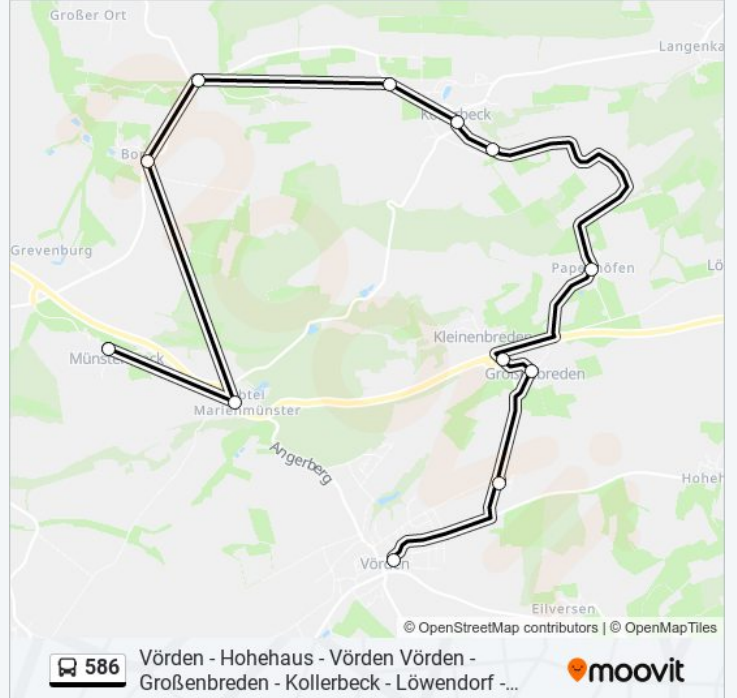 Großer Ort
Langenka
Kollerbeck
Bor
Grevenburg
Papenhöfen
Lö
Kleinenbreden
Münsterbrock
Großenbreden
Abtei
Marienmünster
Angerberg
Hoheh
Vörden
Eilversen
© OpenStreetMap contributors | © OpenMapTiles
586
Vörden - Hohehaus - Vörden Vörden -
Großenbreden - Kollerbeck - Löwendorf -...
moovit